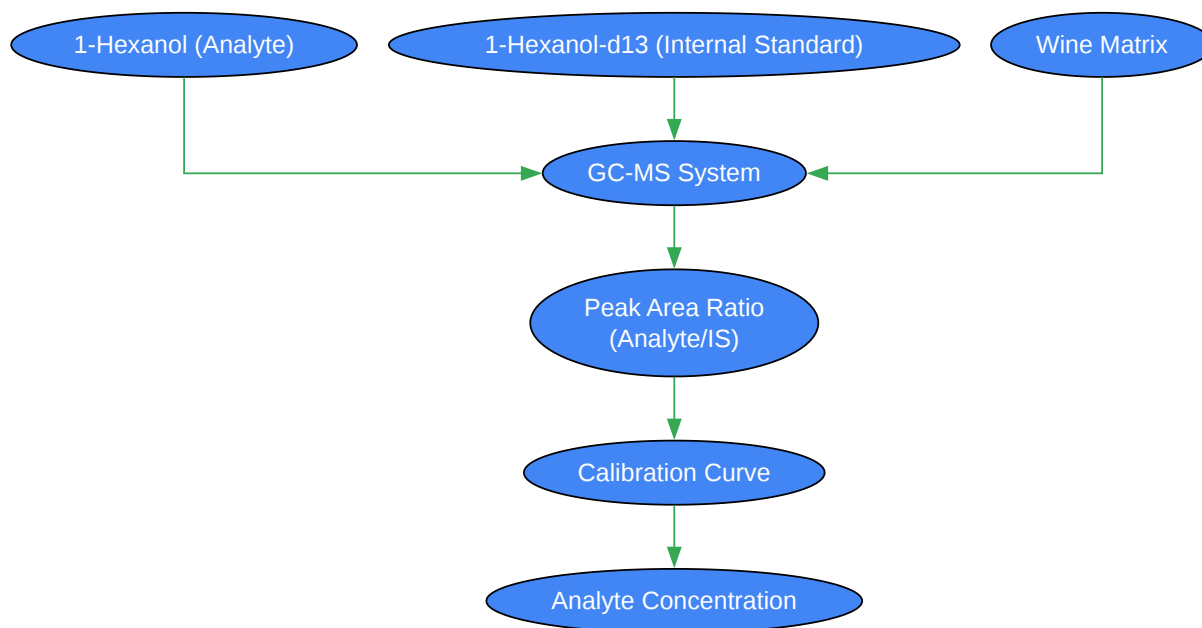 1-Hexanol (Analyte)
1-Hexanol-d13 (Internal Standard)
Wine Matrix
GC-MS System
Peak Area Ratio
(Analyte/IS)
Calibration Curve
Analyte Concentration